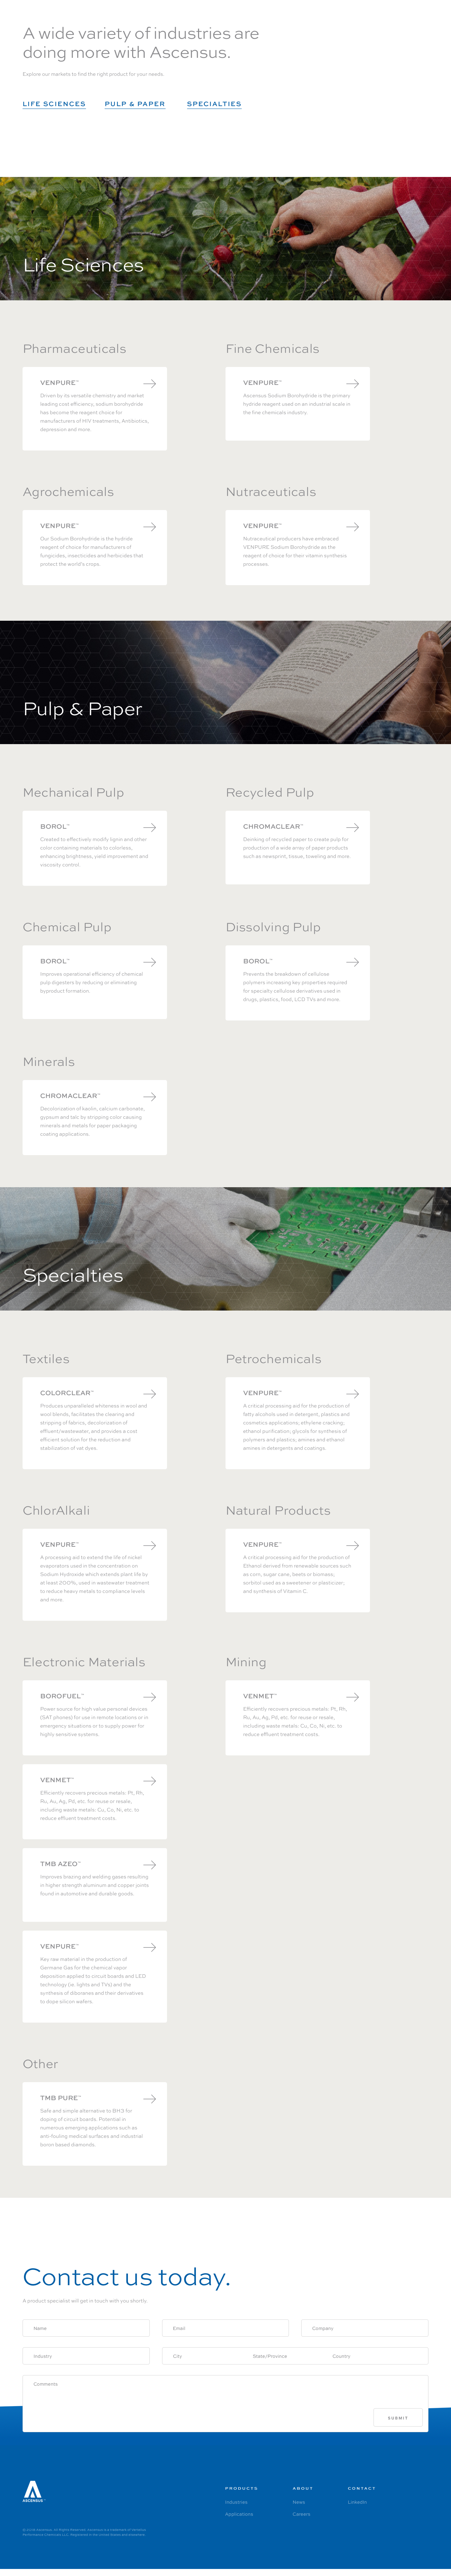 A wide variety of industries are
doing more with Ascensus.
Explore our markets to find the right product for your needs.
LIFE SCIENCES PULP & PAPER SPECIALTIES
Life Sciences
Pharmaceuticals
VENPURE™
Driven by its versatile chemistry and market
leading cost efficiency, sodium borohydride
has become the reagent choice for
manufacturers of HIV treatments, Antibiotics,
depression and more.
Fine Chemicals
VENPURE™
Ascensus Sodium Borohydride is the primary
hydride reagent used on an industrial scale in
the fine chemicals industry.
Agrochemicals
VENPURE™
Our Sodium Borohydride is the hydride
reagent of choice for manufacturers of
fungicides, insecticides and herbicides that
protect the world's crops.
Nutraceuticals
VENPURE™
Nutraceutical producers have embraced
VENPURE Sodium Borohydride as the
reagent of choice for their vitamin synthesis
processes.
Pulp & Paper
Mechanical Pulp
BOROL™
Created to effectively modify lignin and other
color containing materials to colorless,
enhancing brightness, yield improvement and
viscosity control.
Recycled Pulp
CHROMACLEAR™
Deinking of recycled paper to create pulp for
production of a wide array of paper products
such as newsprint, tissue, toweling and more.
Chemical Pulp
BOROL™
Improves operational efficiency of chemical
pulp digesters by reducing or eliminating
byproduct formation.
Dissolving Pulp
BOROL™
Prevents the breakdown of cellulose
polymers increasing key properties required
for specialty cellulose derivatives used in
drugs, plastics, food, LCD TVs and more.
Minerals
CHROMACLEAR™
Decolorization of kaolin, calcium carbonate,
gypsum and talc by stripping color causing
minerals and metals for paper packaging
coating applications.
Specialties
Textiles
COLORCLEAR™
Produces unparalleled whiteness in wool and
wool blends, facilitates the clearing and
stripping of fabrics, decolorization of
effluent/wastewater, and provides a cost
efficient solution for the reduction and
stabilization of vat dyes.
Petrochemicals
VENPURE™
A critical processing aid for the production of
fatty alcohols used in detergent, plastics and
cosmetics applications; ethylene cracking;
ethanol purification; glycols for synthesis of
polymers and plastics; amines and ethanol
amines in detergents and coatings.
ChlorAlkali
VENPURE™
A processing aid to extend the life of nickel
evaporators used in the concentration on
Sodium Hydroxide which extends plant life by
at least 200%, used in wastewater treatment
to reduce heavy metals to compliance levels
and more.
Natural Products
VENPURE™
A critical processing aid for the production of
Ethanol derived from renewable sources such
as corn, sugar cane, beets or biomass;
sorbitol used as a sweetener or plasticizer;
and synthesis of Vitamin C.
Electronic Materials
BOROFUEL™
Power source for high value personal devices
(SAT phones) for use in remote locations or in
emergency situations or to supply power for
highly sensitive systems.
Mining
VENMET™
Efficiently recovers precious metals: Pt, Rh,
Ru, Au, Ag, Pd, etc. for reuse or resale,
including waste metals: Cu, Co, Ni, etc. to
reduce effluent treatment costs.
VENMET™
Efficiently recovers precious metals: Pt, Rh,
Ru, Au, Ag, Pd, etc. for reuse or resale,
including waste metals: Cu, Co, Ni, etc. to
reduce effluent treatment costs.
TMB AZEO™
Improves brazing and welding gases resulting
in higher strength aluminum and copper joints
found in automotive and durable goods.
VENPURE™
Key raw material in the production of
Germane Gas for the chemical vapor
deposition applied to circuit boards and LED
technology (ie. lights and TVs) and the
synthesis of diboranes and their derivatives
to dope silicon wafers.
Other
TMB PURE™
Safe and simple alternative to BH3 for
doping of circuit boards. Potential in
numerous emerging applications such as
anti-fouling medical surfaces and industrial
boron based diamonds.
Contact us today.
A product specialist will get in touch with you shortly.
Name Email Company
Industry City State/Province Country
Comments
SUBMIT
ASCENSUS™
PRODUCTS ABOUT CONTACT
Industries News LinkedIn
Applications Careers